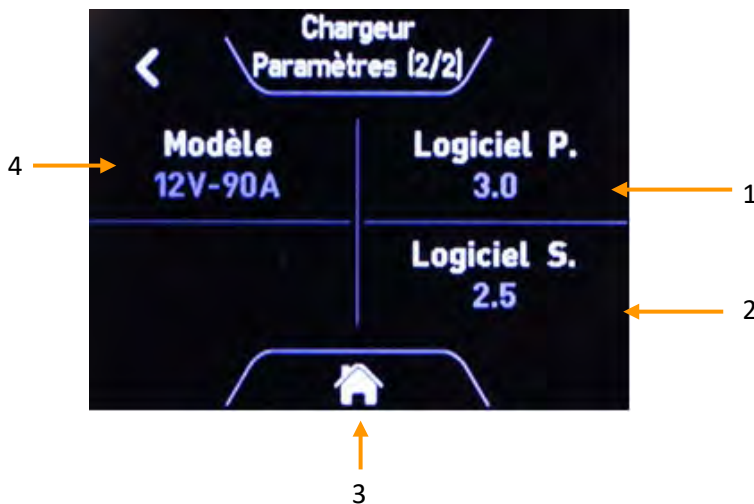 Chargeur
Paramètres (2/2)
Modèle
12V-90A
Logiciel P.
3.0
Logiciel S.
2.5
4
1
2
3